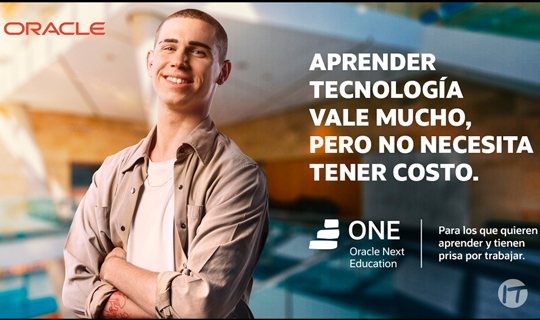 ORACLE
APRENDER
TECNOLOGÍA
VALE MUCHO,
PERO NO NECESITA
TENER COSTO.
ONE
Oracle Next
Education
Para los que quieren
aprender y tienen
prisa por trabajar.
IT